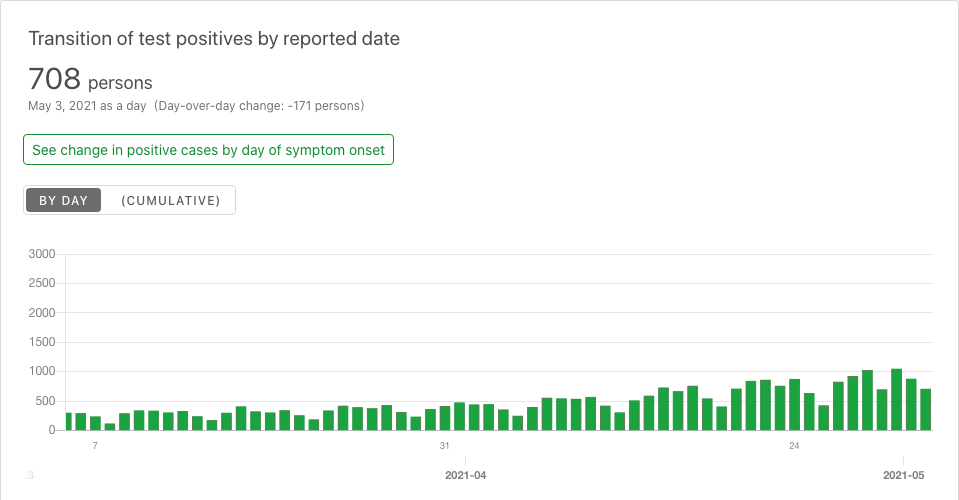 Transition of test positives by reported date
708 persons
May 3, 2021 as a day (Day-over-day change: -171 persons)
See change in positive cases by day of symptom onset
BY DAY (CUMULATIVE)
3000
2500
2000
1500
1000
500
0
7 31 24
3 2021-04 2021-05